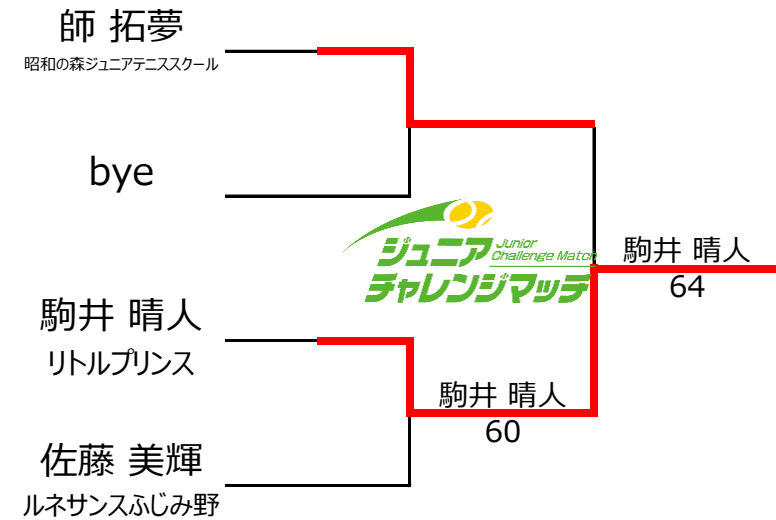 師 拓夢
昭和の森ジュニアテニススクール
bye
ジュニア
Junior
Challenge Match
チャレンジマッチ
駒井 晴人
64
駒井 晴人
リトルプリンス
駒井 晴人
60
佐藤 美輝
ルネサンスふじみ野